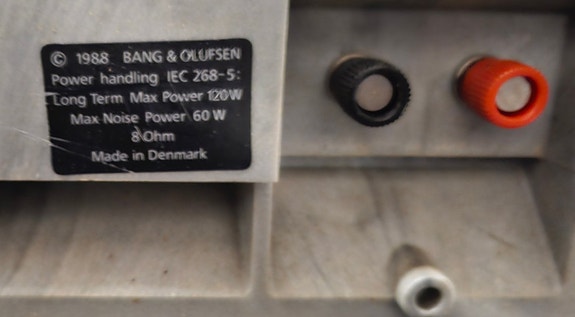 © 1988 BANG & OLUFSEN
Power handling IEC 268-5:
Long Term Max Power 120W
Max Noise Power 60W
8 Ohm
Made in Denmark